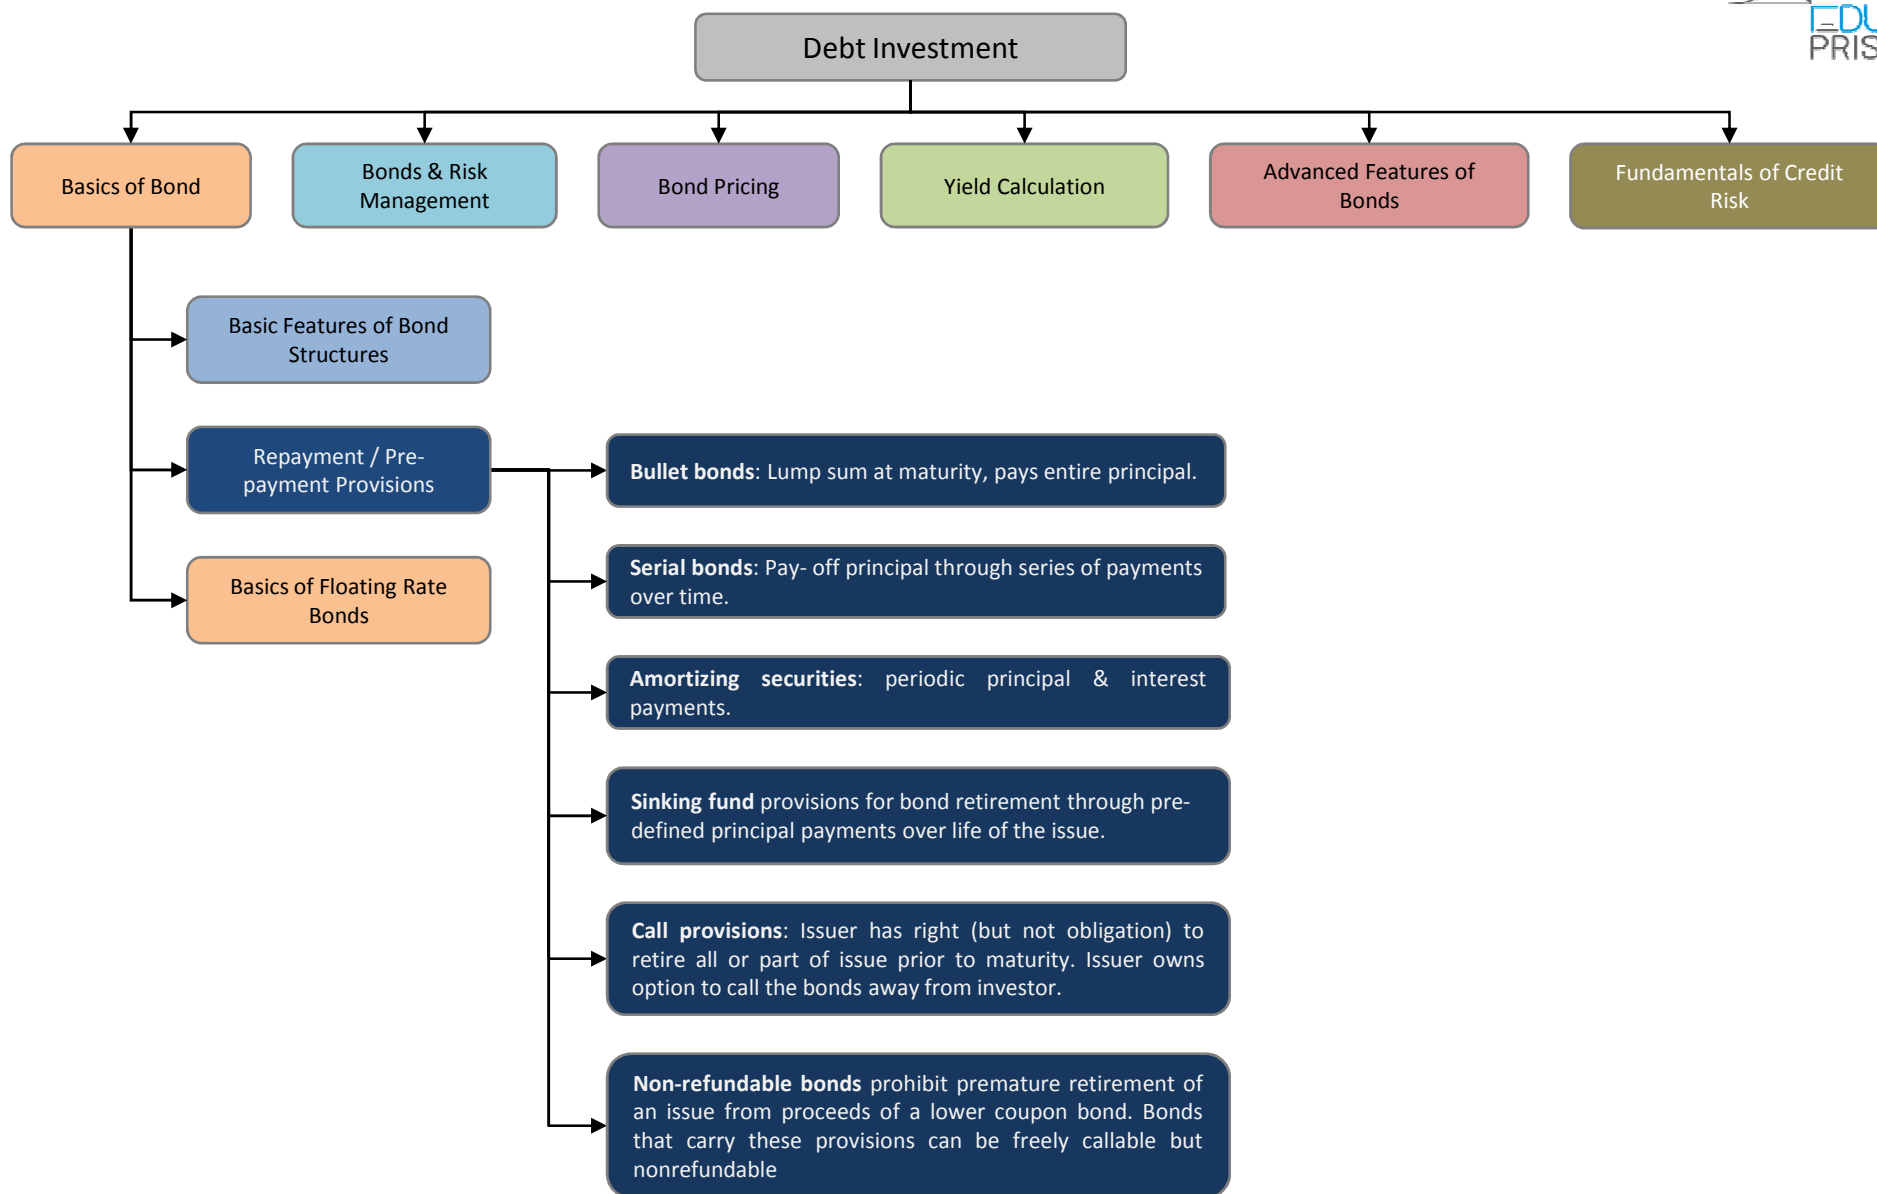 EDU
PRIS
Debt Investment
Basics of Bond
Bonds & Risk
Management
Bond Pricing
Yield Calculation
Advanced Features of
Bonds
Fundamentals of Credit
Risk
Basic Features of Bond
Structures
Repayment / Pre-
payment Provisions
Basics of Floating Rate
Bonds
Bullet bonds: Lump sum at maturity, pays entire principal.
Serial bonds: Pay- off principal through series of payments
over time.
Amortizing securities: periodic principal & interest
payments.
Sinking fund provisions for bond retirement through pre-
defined principal payments over life of the issue.
Call provisions: Issuer has right (but not obligation) to
retire all or part of issue prior to maturity. Issuer owns
option to call the bonds away from investor.
Non-refundable bonds prohibit premature retirement of
an issue from proceeds of a lower coupon bond. Bonds
that carry these provisions can be freely callable but
nonrefundable